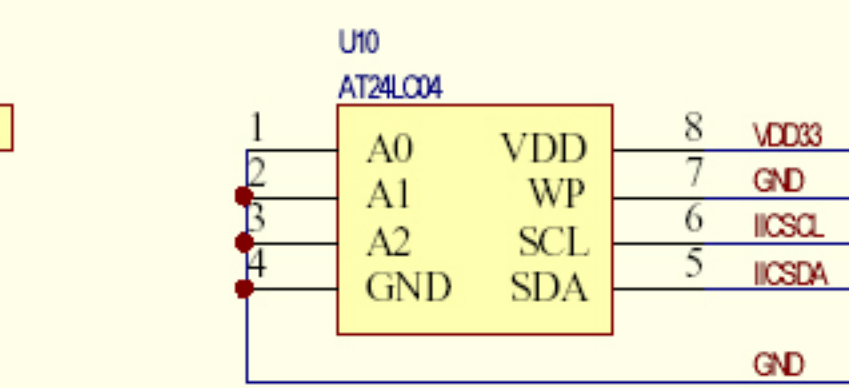 U10
AT24LC04
1 A0 VDD 8 VDD33
2 A1 WP 7 GND
3 A2 SCL 6 IICSCL
4 GND SDA 5 IICSDA
GND